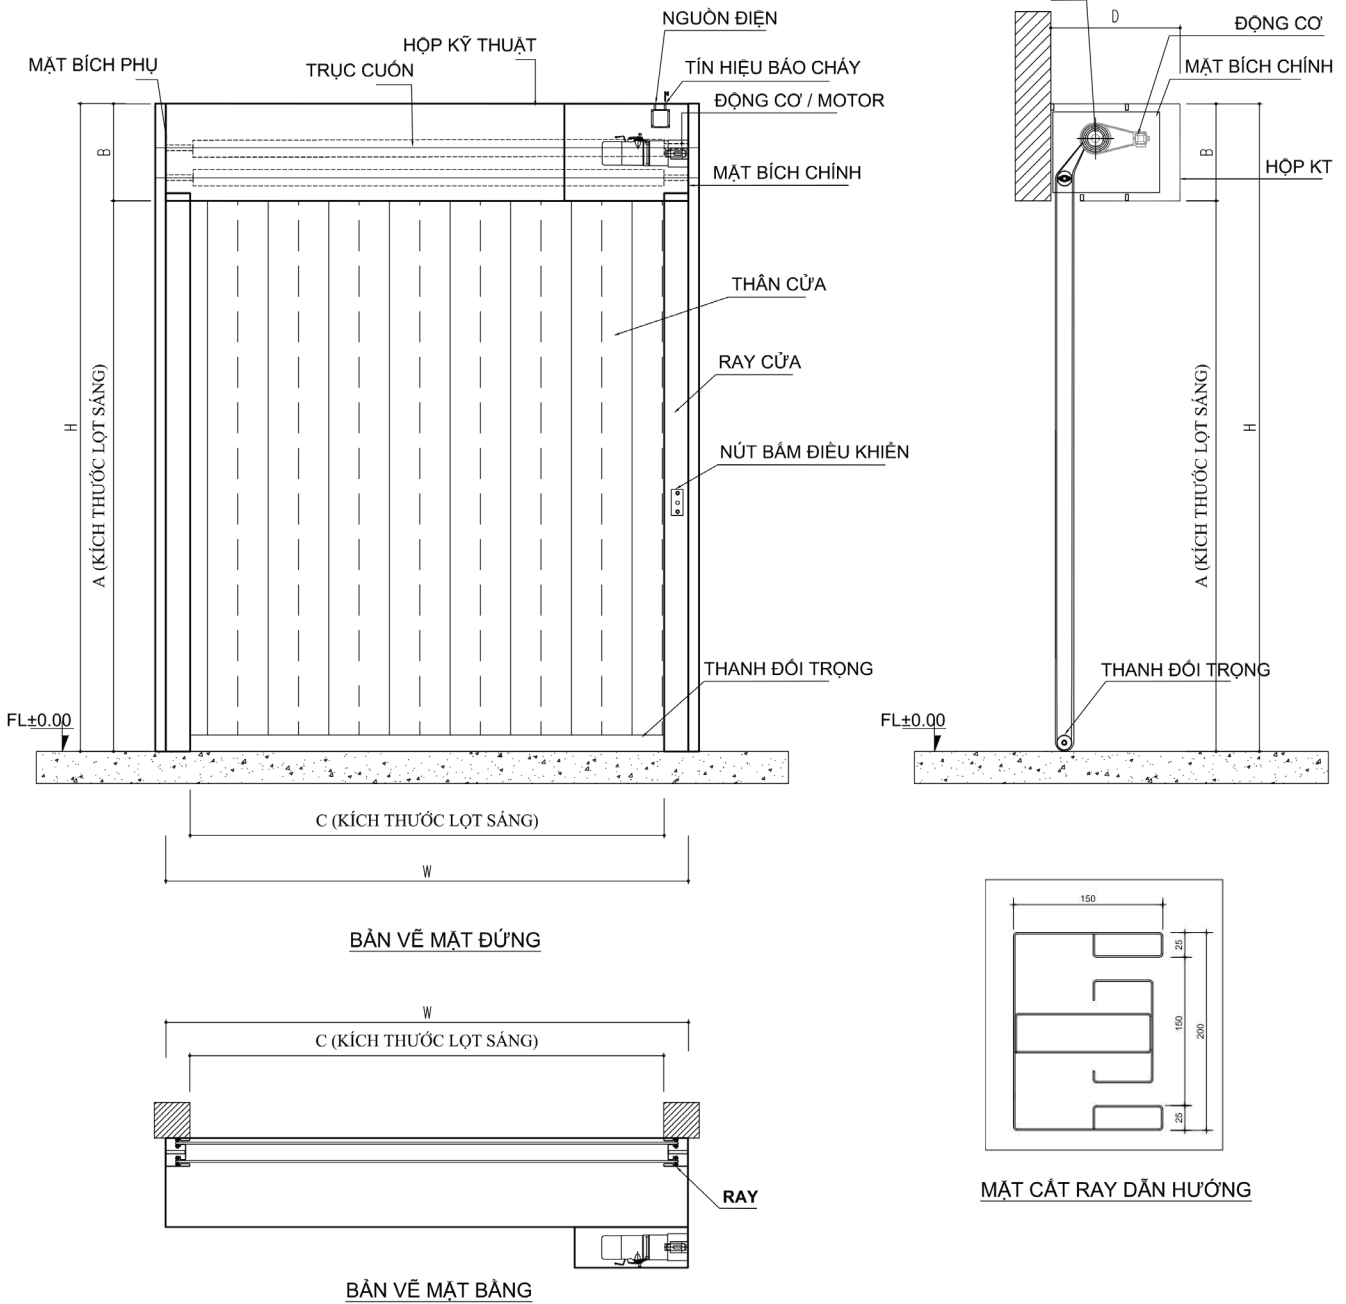 NGUỒN ĐIỆN
HỘP KỸ THUẬT
MẶT BÍCH PHỤ
TRỤC CUỐN
TÍN HIỆU BÁO CHÁY
ĐỘNG CƠ / MOTOR
MẶT BÍCH CHÍNH
B
THÂN CỬA
RAY CỬA
H
A (KÍCH THƯỚC LỌT SÁNG)
NÚT BẤM ĐIỀU KHIỂN
THANH ĐỐI TRỌNG
FL±0.00
C (KÍCH THƯỚC LỌT SÁNG)
W
BẢN VẼ MẶT ĐỨNG
D
ĐỘNG CƠ
MẶT BÍCH CHÍNH
B
HỘP KT
A (KÍCH THƯỚC LỌT SÁNG)
H
THANH ĐỐI TRỌNG
FL±0.00
W
C (KÍCH THƯỚC LỌT SÁNG)
RAY
BẢN VẼ MẶT BẰNG
150
25
150
200
25
MẶT CẮT RAY DẪN HƯỚNG